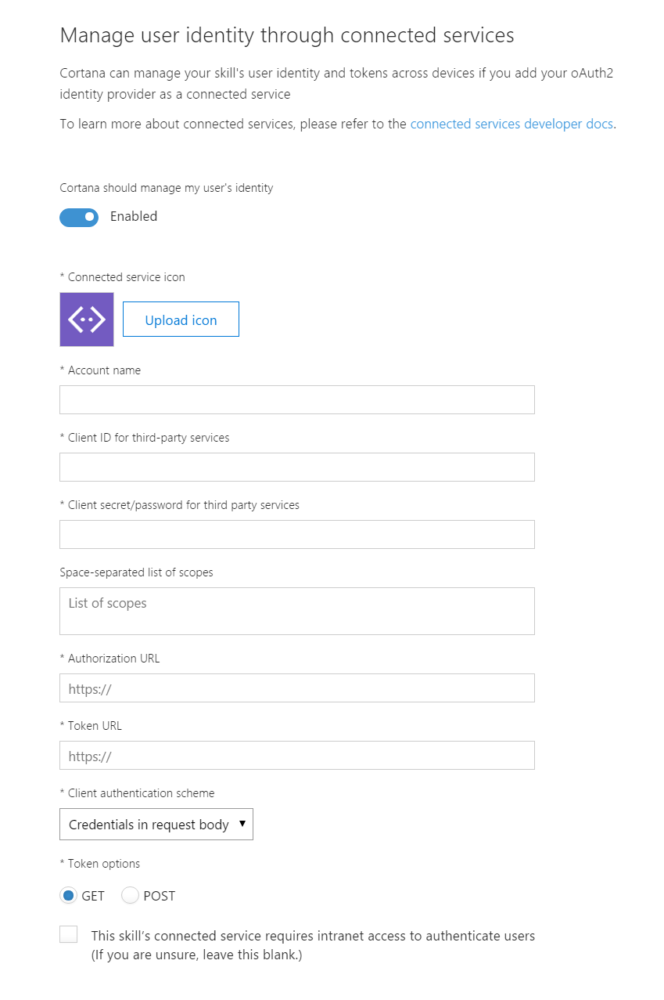 Manage user identity through connected services
Cortana can manage your skill's user identity and tokens across devices if you add your oAuth2
identity provider as a connected service
To learn more about connected services, please refer to the connected services developer docs.
Cortana should manage my user's identity
Enabled
* Connected service icon
Upload icon
* Account name
* Client ID for third-party services
* Client secret/password for third party services
Space-separated list of scopes
List of scopes
* Authorization URL
https://
* Token URL
https://
* Client authentication scheme
Credentials in request body
* Token options
GET POST
This skill’s connected service requires intranet access to authenticate users
(If you are unsure, leave this blank.)